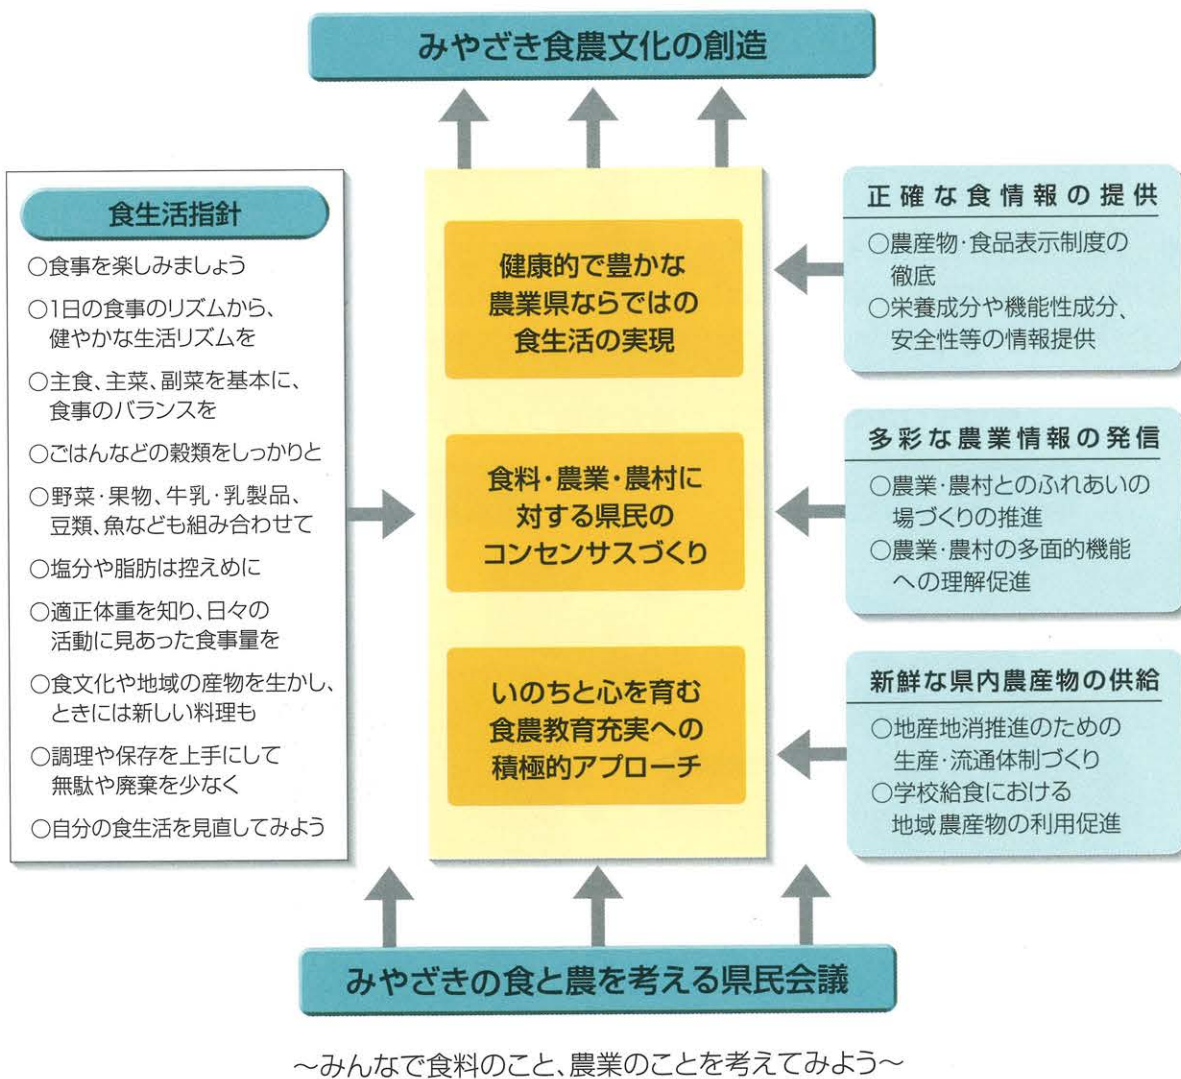 みやざき食農文化の創造
食生活指針
○食事を楽しみましょう
○1日の食事のリズムから、
健やかな生活リズムを
○主食、主菜、副菜を基本に、
食事のバランスを
○ごはんなどの穀類をしっかりと
○野菜・果物、牛乳・乳製品、
豆類、魚なども組み合わせて
○塩分や脂肪は控えめに
○適正体重を知り、日々の
活動に見あった食事量を
○食文化や地域の産物を生かし、
ときには新しい料理も
○調理や保存を上手にして
無駄や廃棄を少なく
○自分の食生活を見直してみよう
健康的で豊かな
農業県ならではの
食生活の実現
食料・農業・農村に
対する県民の
コンセンサスづくり
いのちと心を育む
食農教育充実への
積極的アプローチ
正確な食情報の提供
○農産物・食品表示制度の
徹底
○栄養成分や機能性成分、
安全性等の情報提供
多彩な農業情報の発信
○農業・農村とのふれあいの
場づくりの推進
○農業・農村の多面的機能
への理解促進
新鮮な県内農産物の供給
○地産地消推進のための
生産・流通体制づくり
○学校給食における
地域農産物の利用促進
みやざきの食と農を考える県民会議
～みんなで食料のこと、農業のことを考えてみよう～